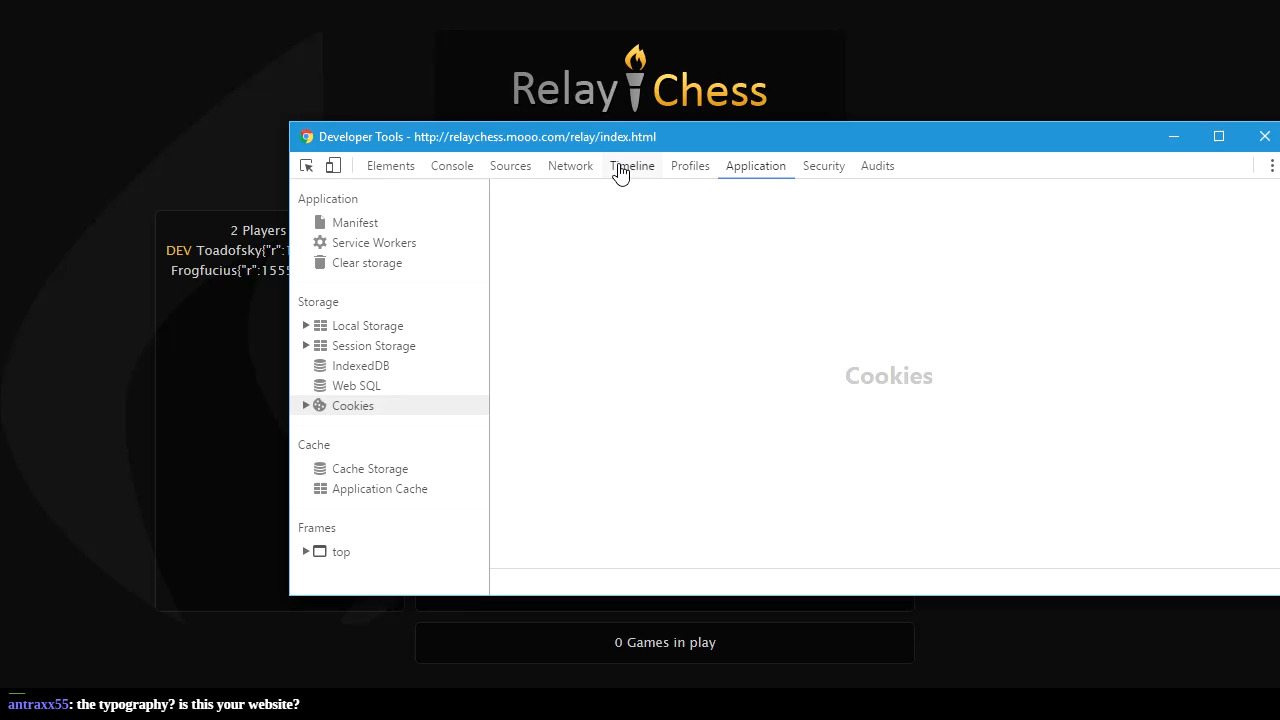 Relay Chess
Developer Tools - http://relaychess.mooo.com/relay/index.html
Elements Console Sources Network Timeline Profiles Application Security Audits
2 Players
DEV Toadofsky{"r":1
Frogfucius{"r":1555
Application
Manifest
Service Workers
Clear storage
Storage
Local Storage
Session Storage
IndexedDB
Web SQL
Cookies
Cache
Cache Storage
Application Cache
Frames
top
Cookies
0 Games in play
antraxx55: the typography? is this your website?